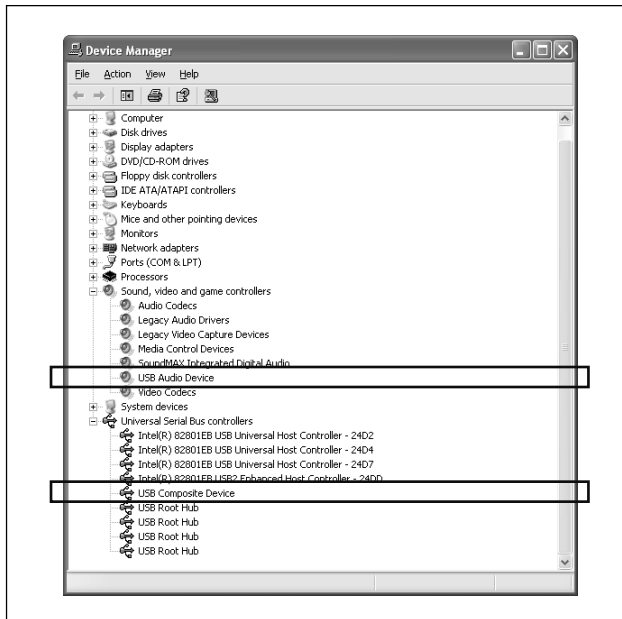 Device Manager
File Action View Help
Computer
Disk drives
Display adapters
DVD/CD-ROM drives
Floppy disk controllers
IDE ATA/ATAPI controllers
Keyboards
Mice and other pointing devices
Monitors
Network adapters
Ports (COM & LPT)
Processors
Sound, video and game controllers
Audio Codecs
Legacy Audio Drivers
Legacy Video Capture Devices
Media Control Devices
SoundMAX Integrated Digital Audio
USB Audio Device
Video Codecs
System devices
Universal Serial Bus controllers
Intel(R) 82801EB USB Universal Host Controller - 24D2
Intel(R) 82801EB USB Universal Host Controller - 24D4
Intel(R) 82801EB USB Universal Host Controller - 24D7
Intel(R) 82801EB USB2 Enhanced Host Controller - 24DD
USB Composite Device
USB Root Hub
USB Root Hub
USB Root Hub
USB Root Hub